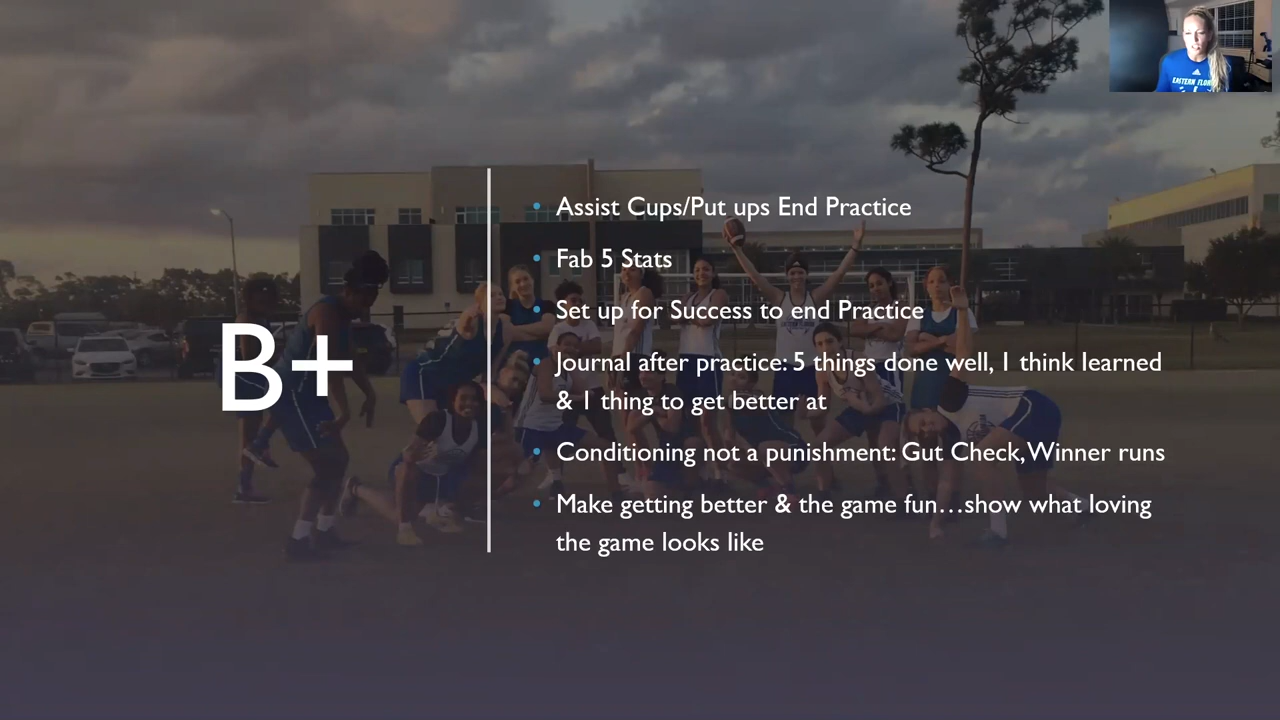 EASTERN FLOR
Assist Cups/Put ups End Practice
Fab 5 Stats
Set up for Success to end Practice
B+
Journal after practice: 5 things done well, 1 think learned
& 1 thing to get better at
Conditioning not a punishment: Gut Check, Winner runs
Make getting better & the game fun…show what loving
the game looks like